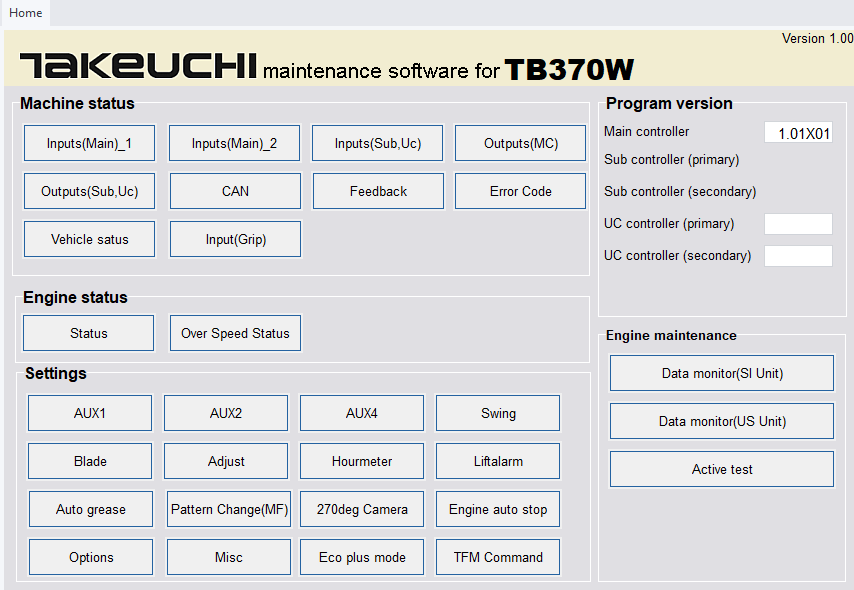 Home
Version 1.00
TAKEUCHI maintenance software for TB370W
Machine status
Inputs(Main)_1
Inputs(Main)_2
Inputs(Sub,Uc)
Outputs(MC)
Outputs(Sub,Uc)
CAN
Feedback
Error Code
Vehicle satus
Input(Grip)
Engine status
Status
Over Speed Status
Settings
AUX1
AUX2
AUX4
Swing
Blade
Adjust
Hourmeter
Liftalarm
Auto grease
Pattern Change(MF)
270deg Camera
Engine auto stop
Options
Misc
Eco plus mode
TFM Command
Program version
Main controller 1.01X01
Sub controller (primary)
Sub controller (secondary)
UC controller (primary)
UC controller (secondary)
Engine maintenance
Data monitor(SI Unit)
Data monitor(US Unit)
Active test